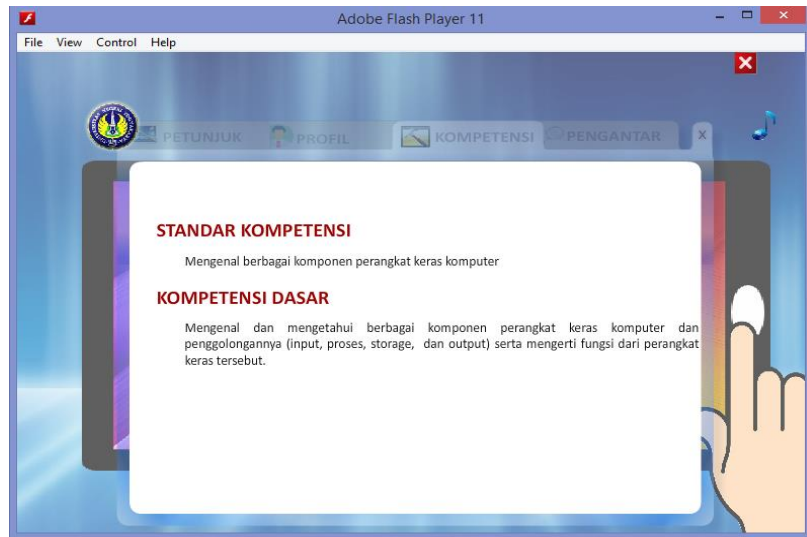 Adobe Flash Player 11
File View Control Help
PETUNJUK PROFIL KOMPETENSI PENGANTAR X
STANDAR KOMPETENSI
Mengenal berbagai komponen perangkat keras komputer
KOMPETENSI DASAR
Mengenal dan mengetahui berbagai komponen perangkat keras komputer dan
penggolongannya (input, proses, storage, dan output) serta mengerti fungsi dari perangkat
keras tersebut.